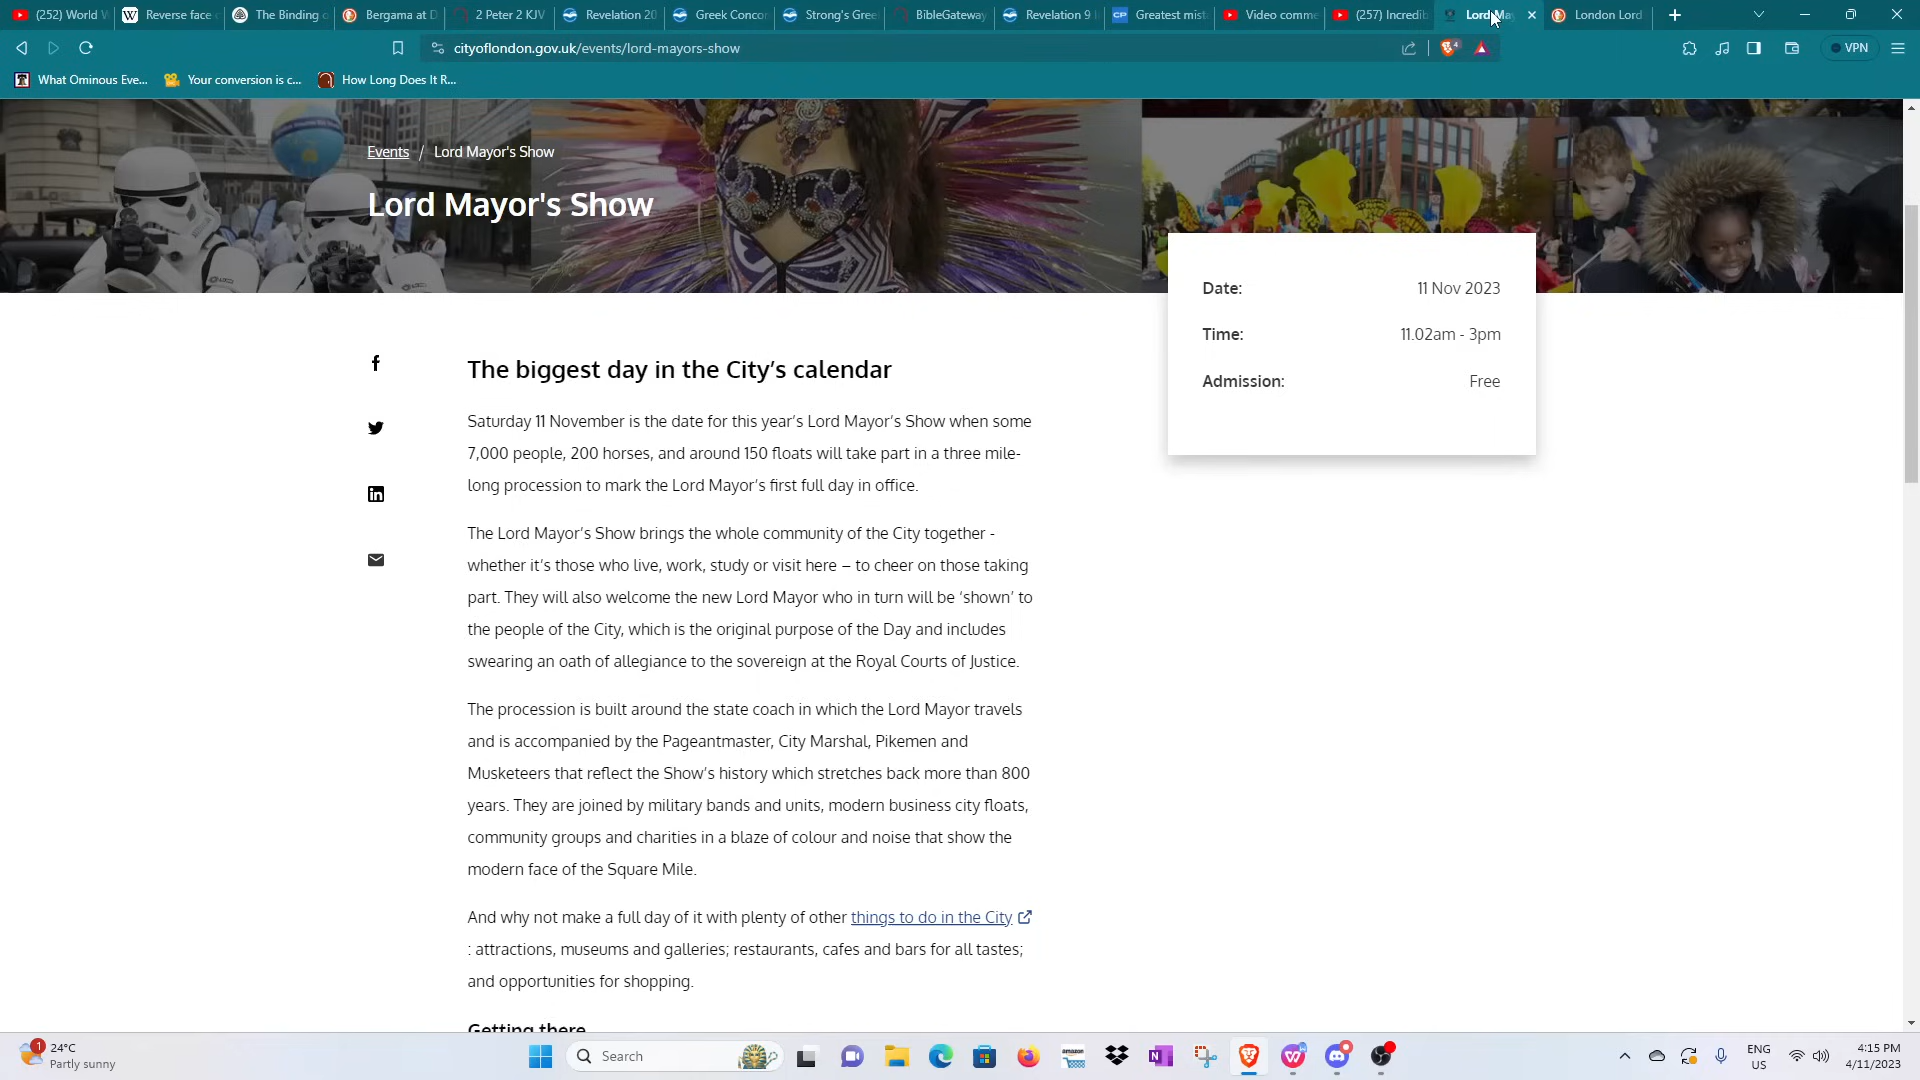 (252) World W
Reverse face
The Binding o
Bergama at D
2 Peter 2 KJV
Revelation 20
Greek Concor
Strong's Gree
BibleGateway
Revelation 9 I
Greatest mist
Video comme
(257) Incredib
Lord May
London Lord
cityoflondon.gov.uk/events/lord-mayors-show
4
VPN
What Ominous Eve...
Your conversion is c...
How Long Does It R...
Events / Lord Mayor's Show
Lord Mayor's Show
Date: 11 Nov 2023
Time: 11.02am - 3pm
Admission: Free
The biggest day in the City's calendar
Saturday 11 November is the date for this year's Lord Mayor's Show when some
7,000 people, 200 horses, and around 150 floats will take part in a three mile-
long procession to mark the Lord Mayor's first full day in office.
The Lord Mayor's Show brings the whole community of the City together -
whether it's those who live, work, study or visit here – to cheer on those taking
part. They will also welcome the new Lord Mayor who in turn will be 'shown' to
the people of the City, which is the original purpose of the Day and includes
swearing an oath of allegiance to the sovereign at the Royal Courts of Justice.
The procession is built around the state coach in which the Lord Mayor travels
and is accompanied by the Pageantmaster, City Marshal, Pikemen and
Musketeers that reflect the Show's history which stretches back more than 800
years. They are joined by military bands and units, modern business city floats,
community groups and charities in a blaze of colour and noise that show the
modern face of the Square Mile.
And why not make a full day of it with plenty of other things to do in the City
: attractions, museums and galleries; restaurants, cafes and bars for all tastes;
and opportunities for shopping.
Getting there
1
24°C
Partly sunny
Search
amazon
ENG
US
4:15 PM
4/11/2023